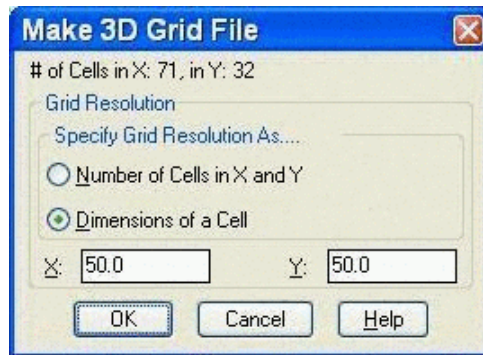 Make 3D Grid File
# of Cells in X: 71, in Y: 32
Grid Resolution
Specify Grid Resolution As....
Number of Cells in X and Y
Dimensions of a Cell
X: 50.0 Y: 50.0
OK Cancel Help